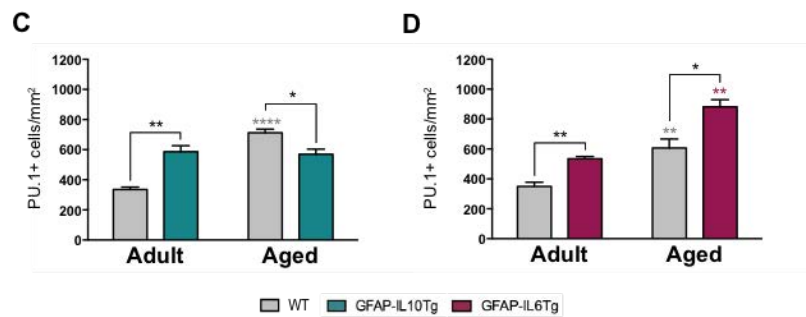 C
PU.1+ cells/mm²
1200
1000
800
600
400
200
0
**
****
*
Adult
Aged
D
PU.1+ cells/mm²
1200
1000
800
600
400
200
0
**
**
*
**
Adult
Aged
WT
GFAP-IL10Tg
GFAP-IL6Tg